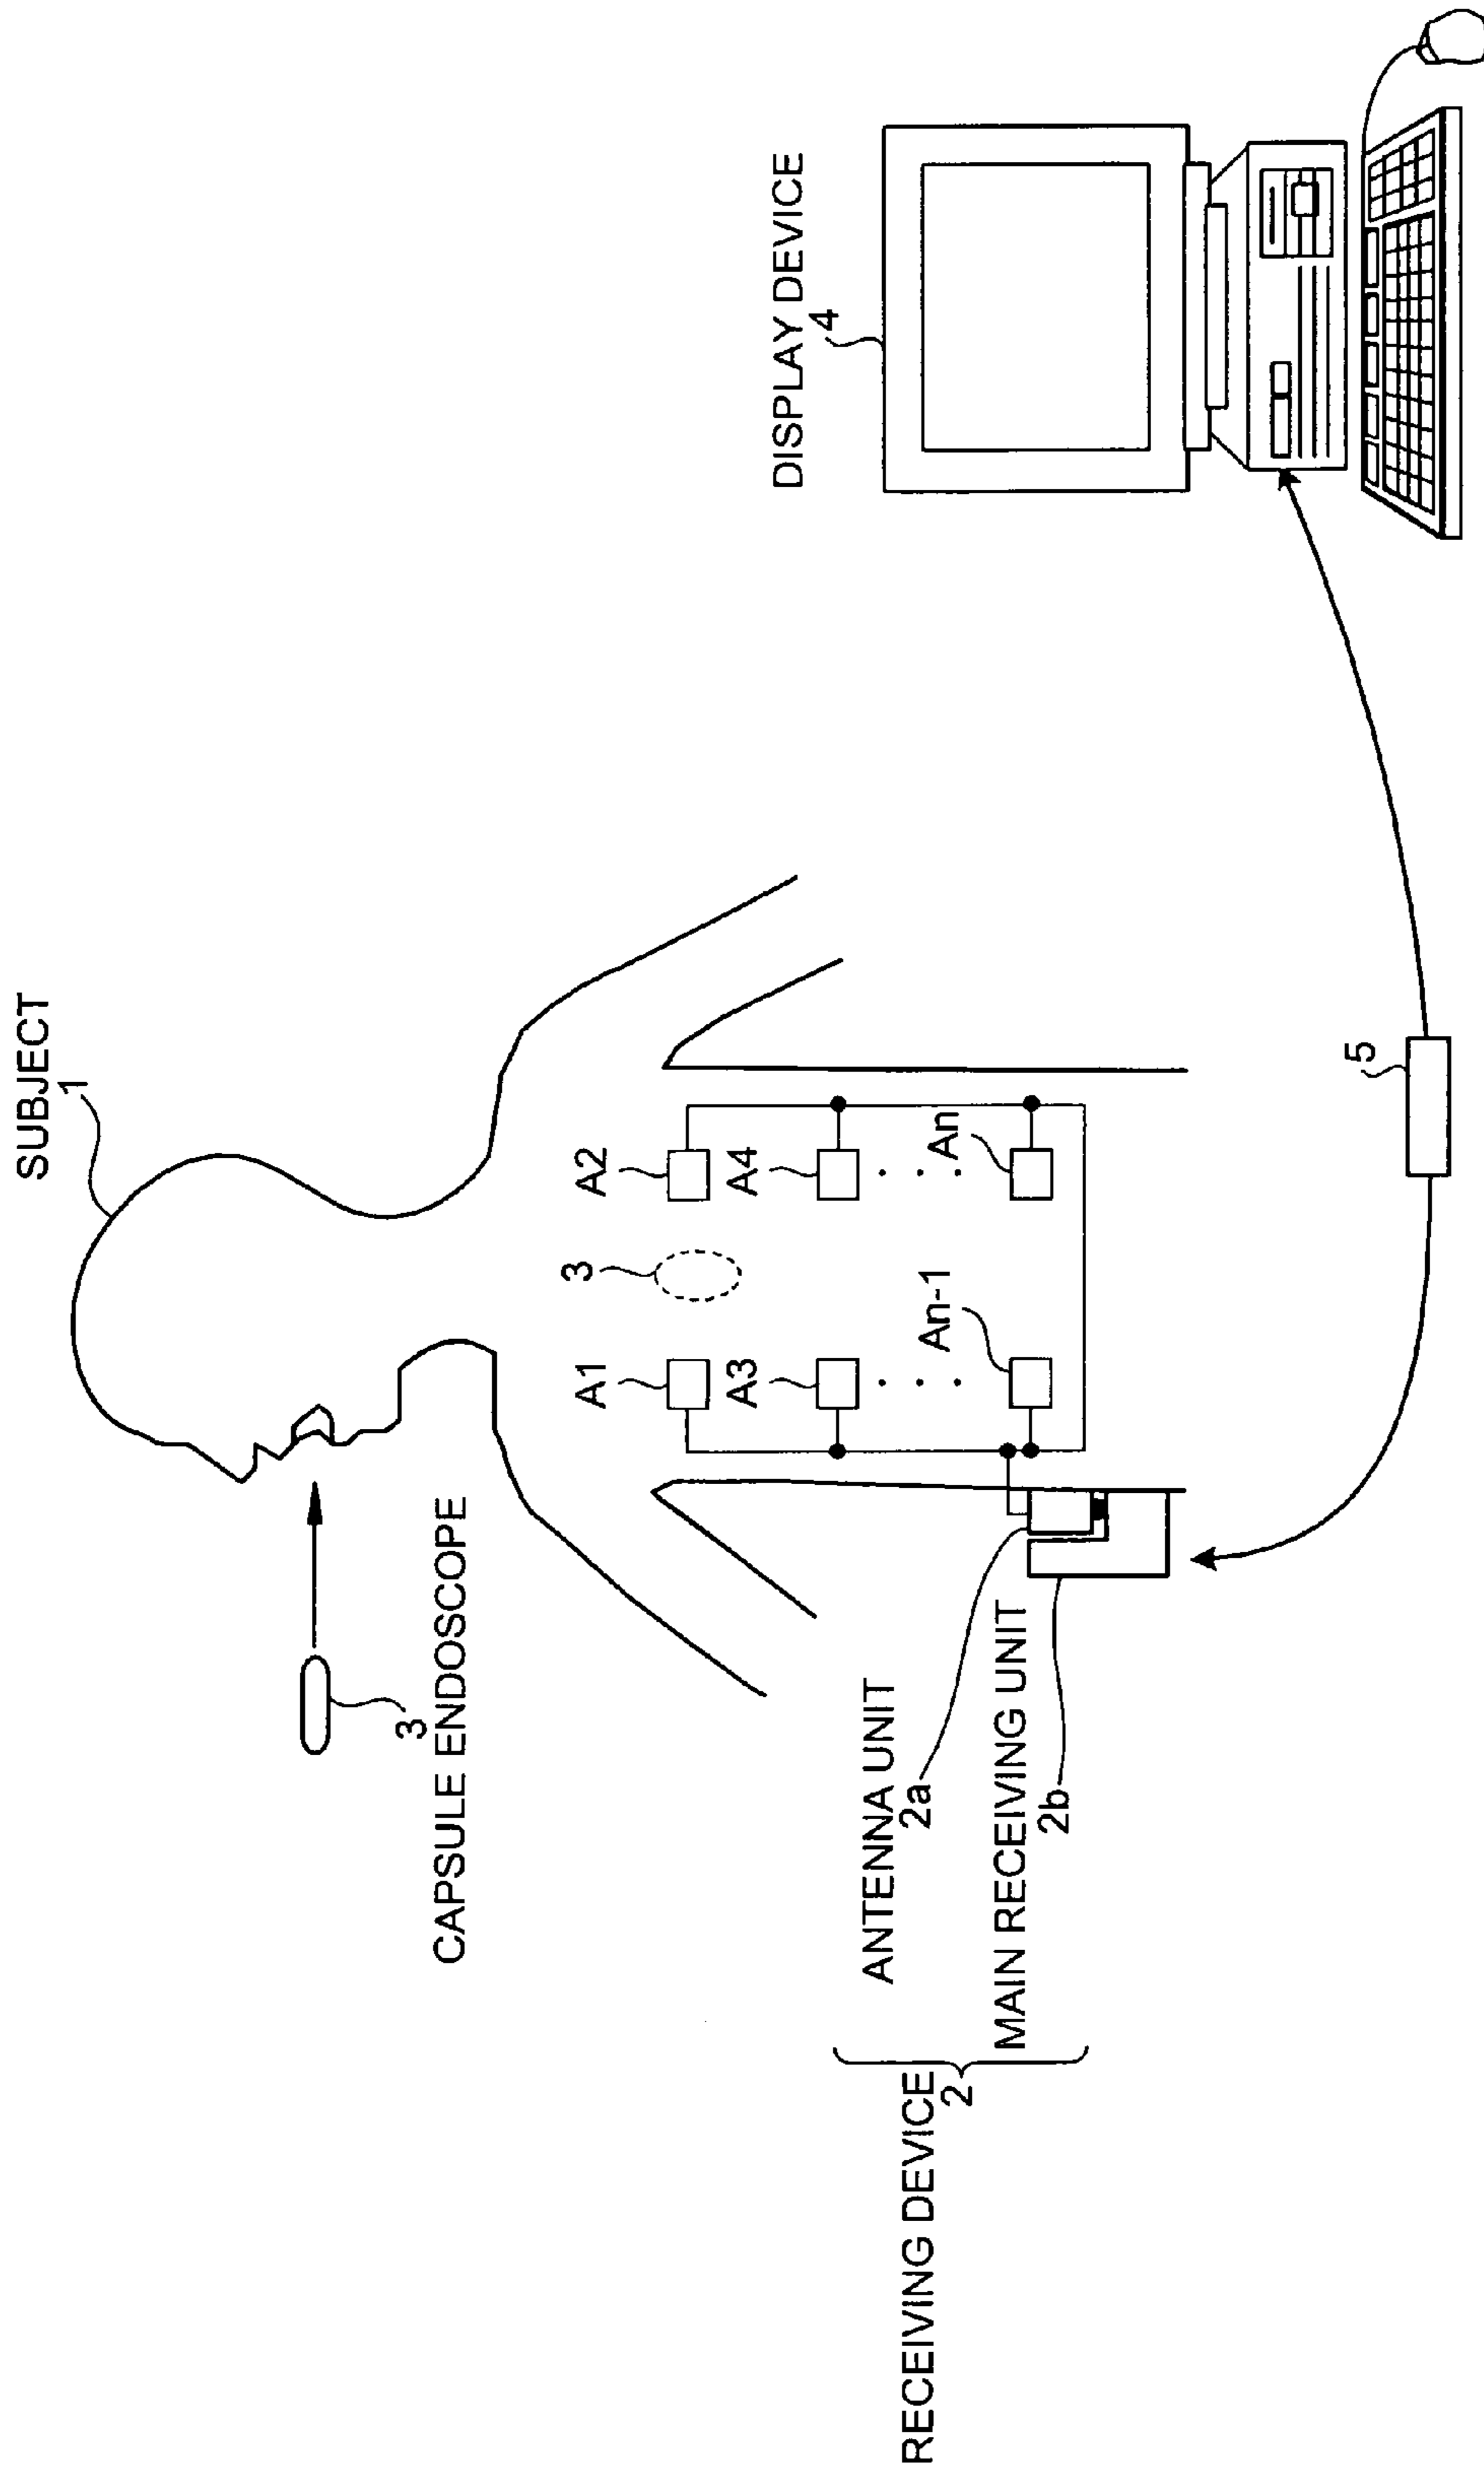 SUBJECT
1
3
CAPSULE ENDOSCOPE
DISPLAY DEVICE
4
A1
3
A2
A3
A4
An-1
An
ANTENNA UNIT
2a
RECEIVING DEVICE
2
MAIN RECEIVING UNIT
2b
5